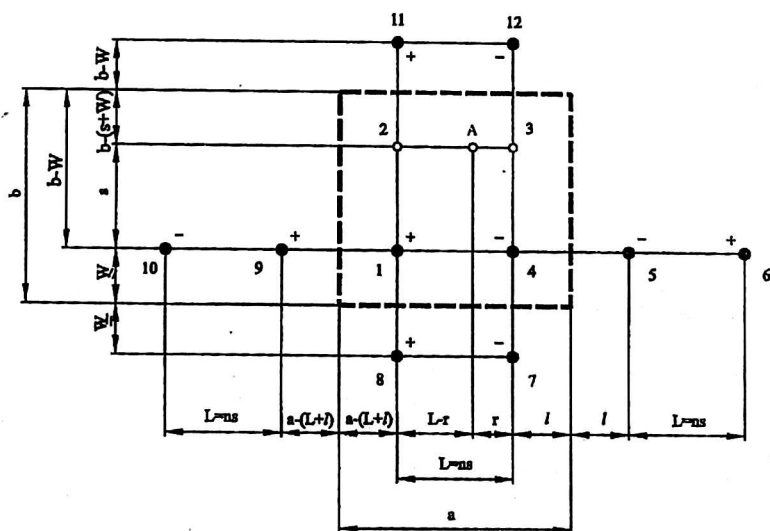 11 12
+ −
b-W
b-(s+W)
b-W
b
s
2 A 3
− + + − − +
10 9 1 4 5 6
W
W
+ −
8 7
L=ns a-(L+l) a-(L+l) L-r r l l L=ns
L=ns
a